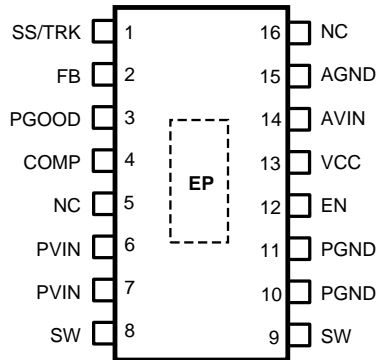 SS/TRK 1 16 NC
FB 2 15 AGND
PGOOD 3 14 AVIN
COMP 4 13 VCC
EP
NC 5 12 EN
PVIN 6 11 PGND
PVIN 7 10 PGND
SW 8 9 SW